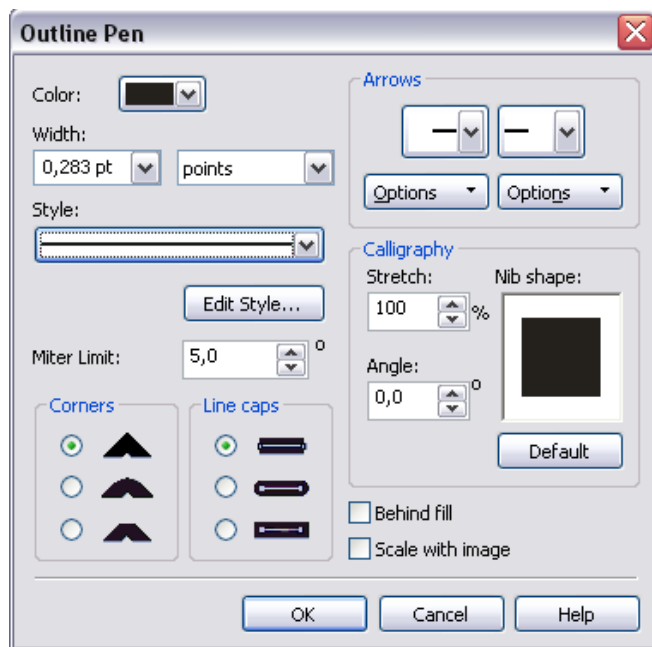 Outline Pen
Color:
Width:
0,283 pt
points
Style:
Edit Style...
Miter Limit:
5,0
o
Corners
Line caps
Arrows
Options
Options
Calligraphy
Stretch:
Nib shape:
100
%
Angle:
0,0
o
Default
Behind fill
Scale with image
OK
Cancel
Help